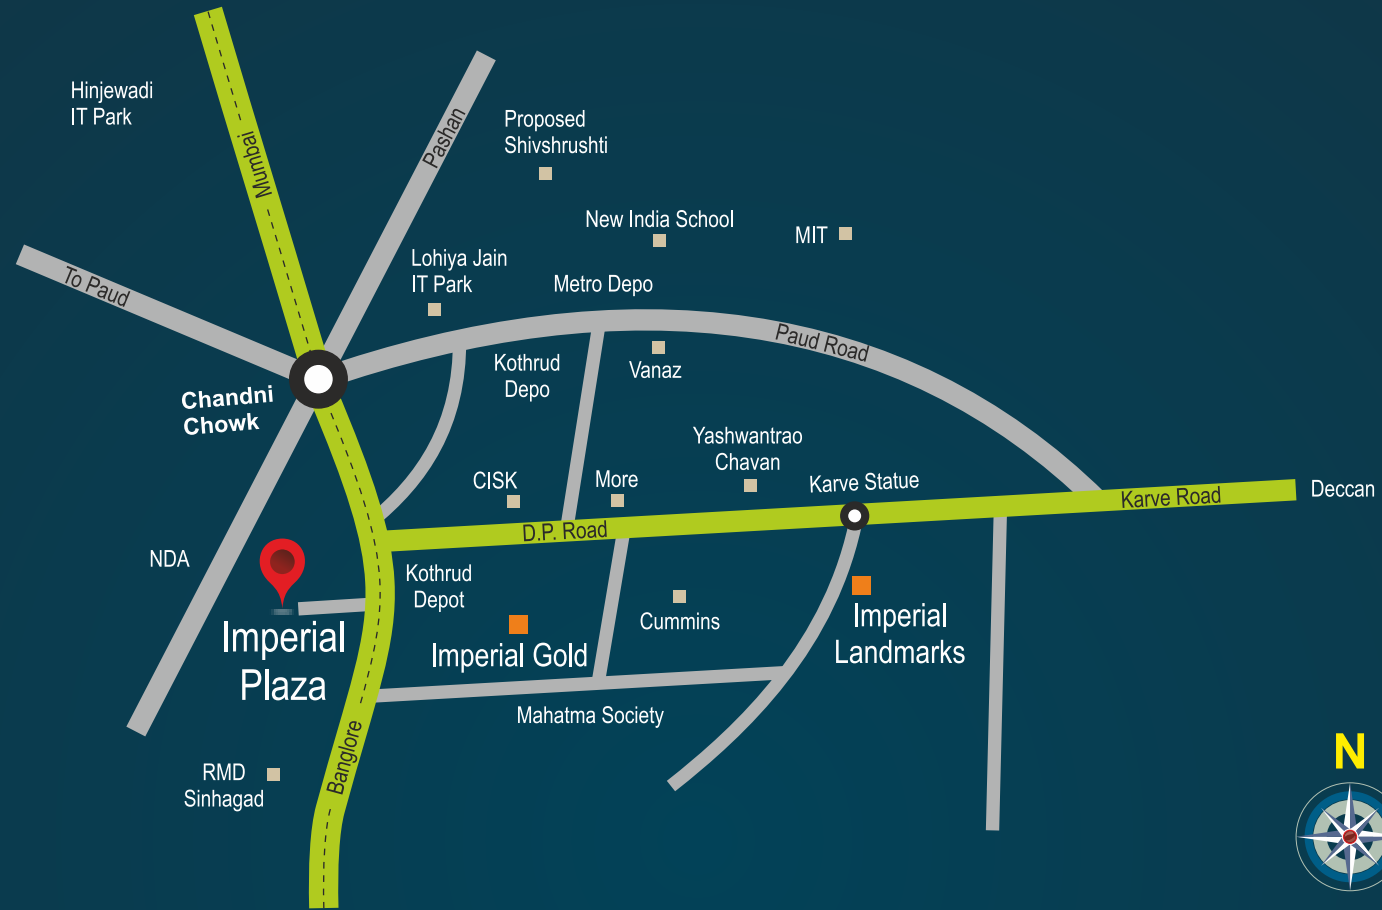 Hinjewadi
IT Park
Mumbai
Pashan
Proposed
Shivshrushti
New India School
MIT
Lohiya Jain
IT Park
Metro Depo
To Paud
Paud Road
Kothrud
Depo
Vanaz
Chandni
Chowk
Yashwantrao
Chavan
CISK
More
Karve Statue
Karve Road
Deccan
D.P. Road
NDA
Kothrud
Depot
Imperial
Plaza
Imperial Gold
Cummins
Imperial
Landmarks
Mahatma Society
Banglore
RMD
Sinhagad
N